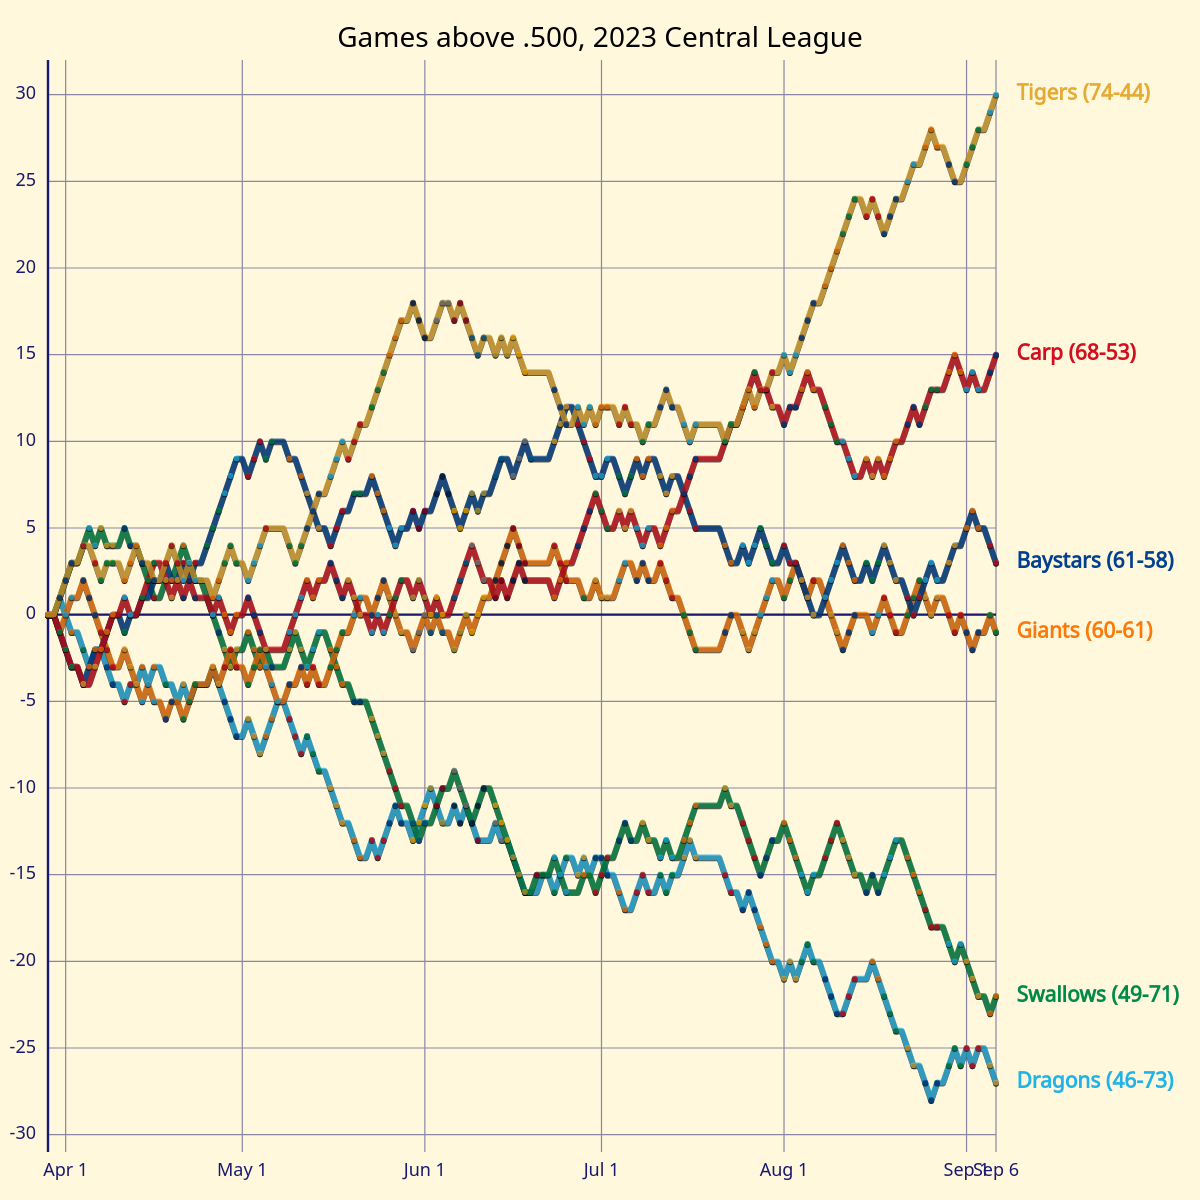 Games above .500, 2023 Central League
30
25
20
15
10
5
0
-5
-10
-15
-20
-25
-30
Tigers (74-44)
Carp (68-53)
Baystars (61-58)
Giants (60-61)
Swallows (49-71)
Dragons (46-73)
Apr 1
May 1
Jun 1
Jul 1
Aug 1
Sep 1
Sep 6